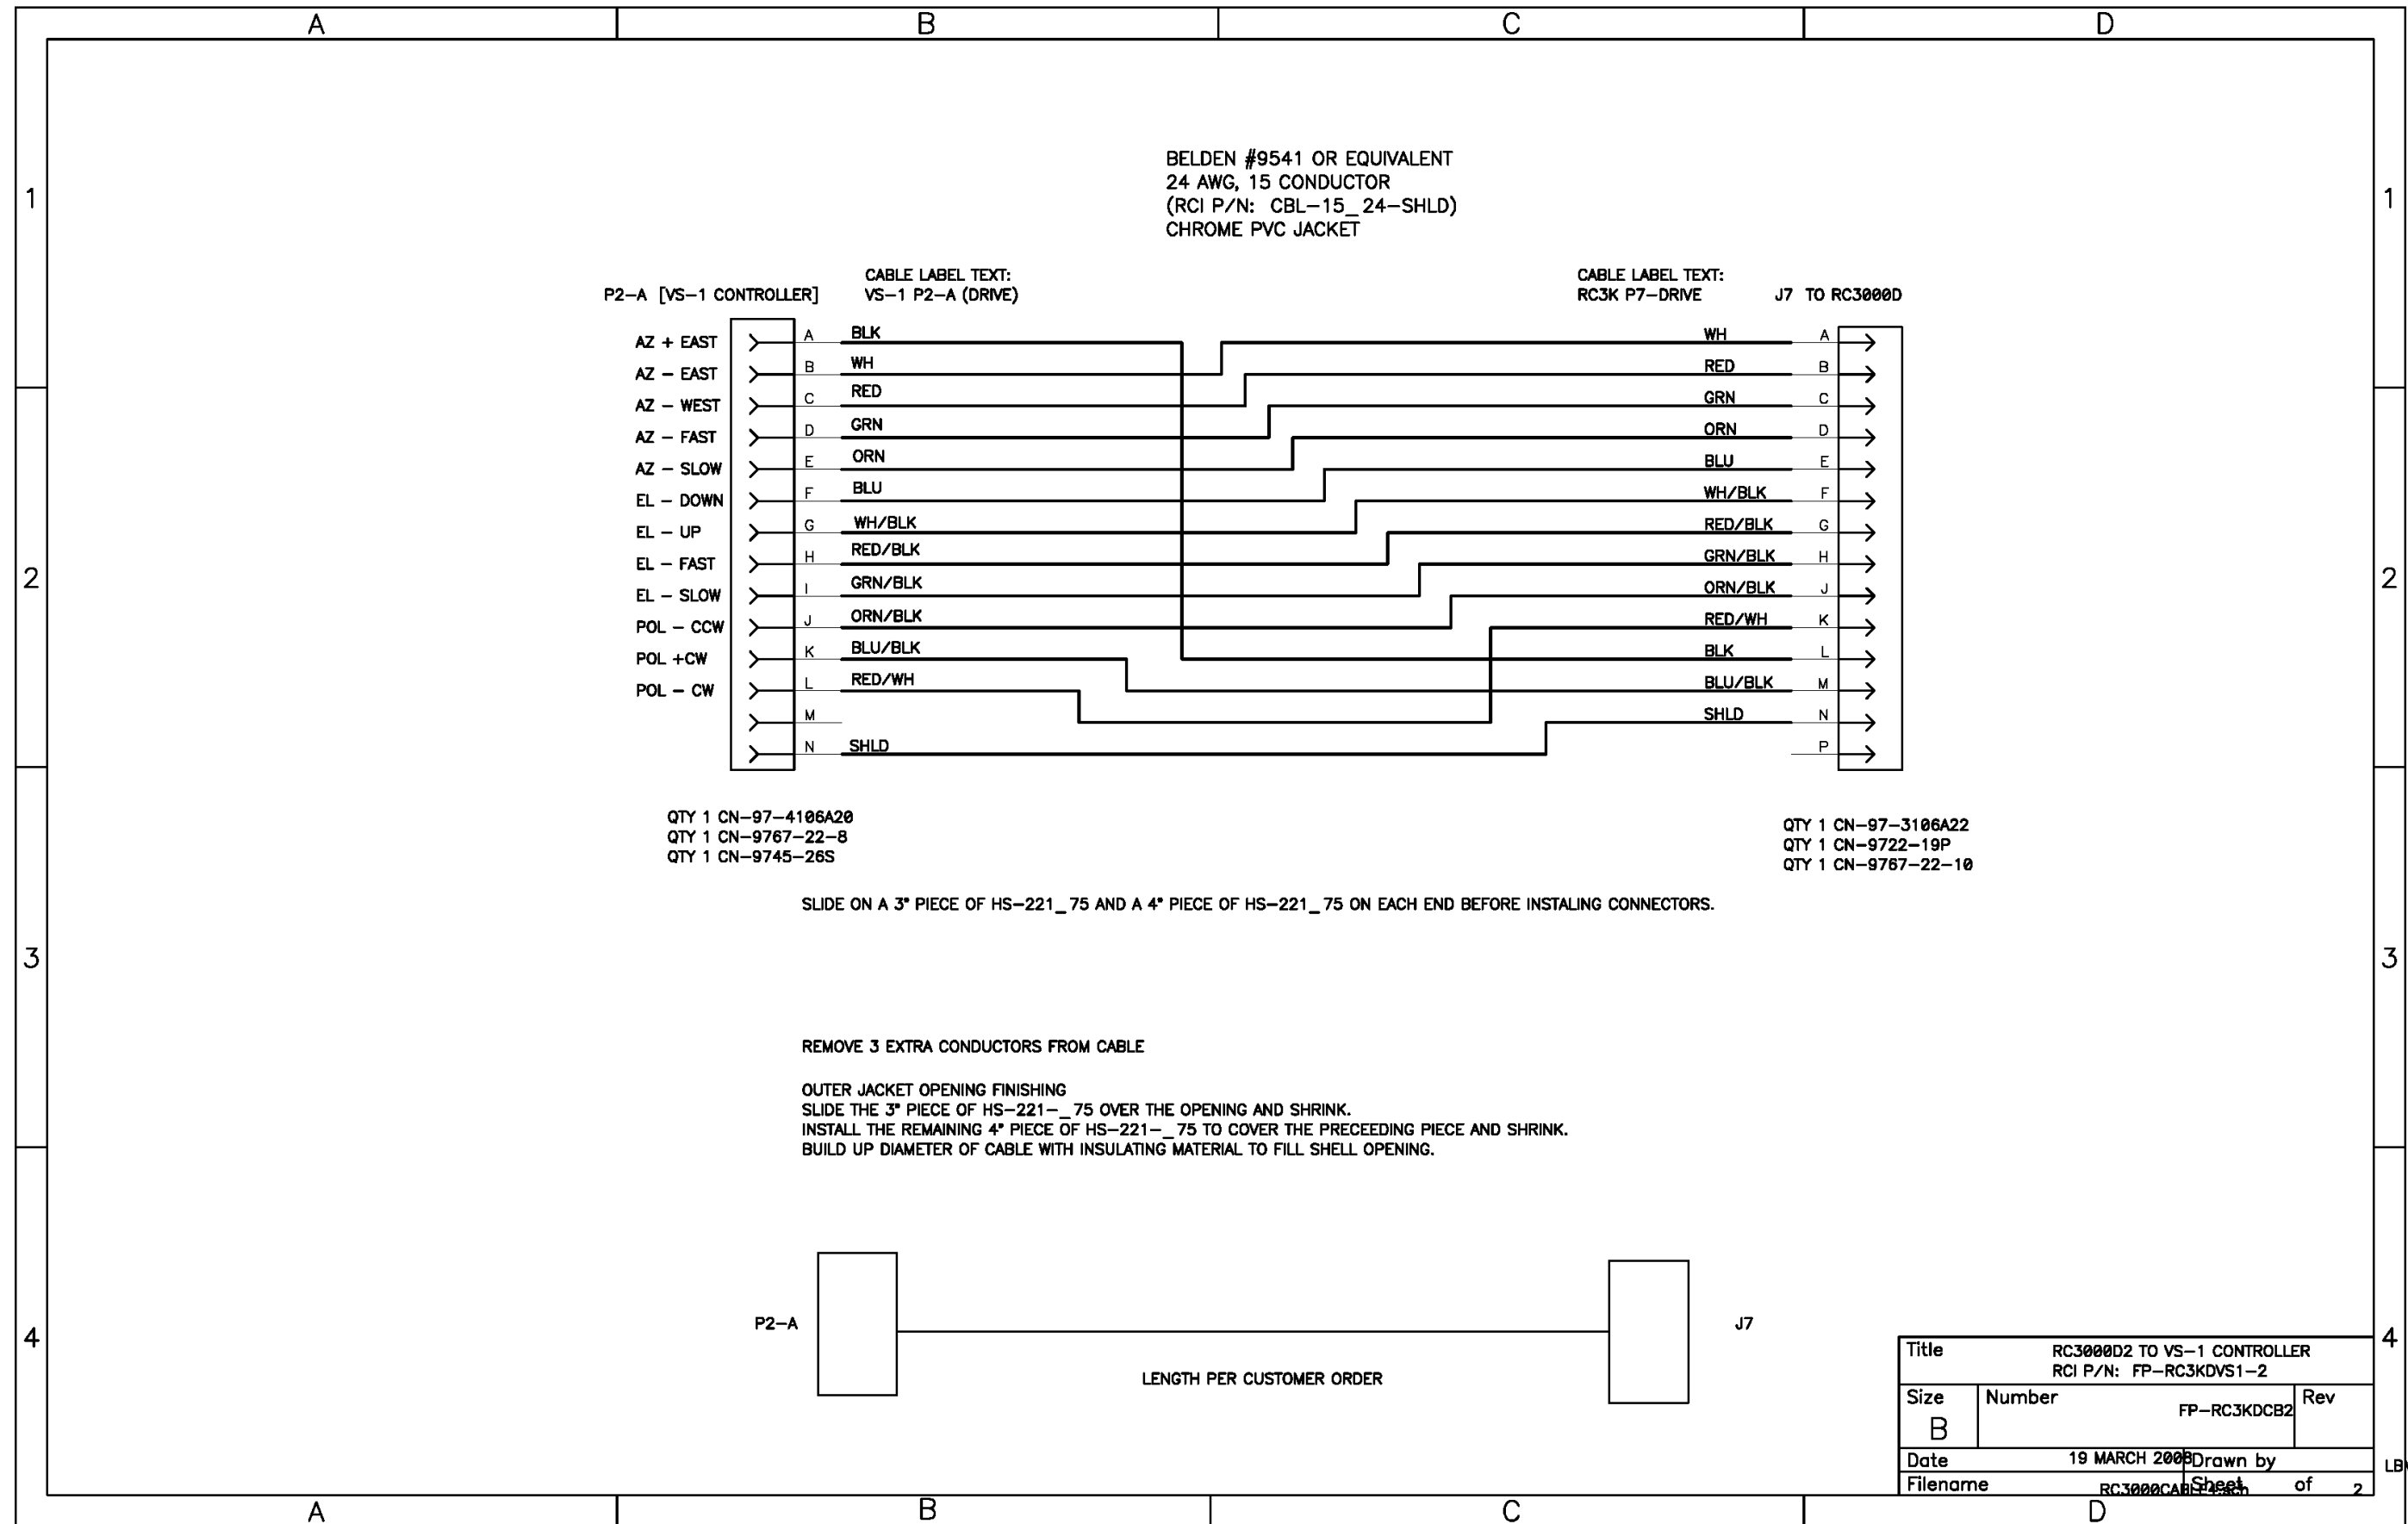 A B C D
1 1
BELDEN #9541 OR EQUIVALENT
24 AWG, 15 CONDUCTOR
(RCI P/N: CBL-15_24-SHLD)
CHROME PVC JACKET
CABLE LABEL TEXT: CABLE LABEL TEXT:
P2-A [VS-1 CONTROLLER] VS-1 P2-A (DRIVE) RC3K P7-DRIVE J7 TO RC3000D
AZ + EAST A BLK WH A
AZ - EAST B WH RED B
AZ - WEST C RED GRN C
AZ - FAST D GRN ORN D
AZ - SLOW E ORN BLU E
EL - DOWN F BLU WH/BLK F
EL - UP G WH/BLK RED/BLK G
EL - FAST H RED/BLK GRN/BLK H
2 2
EL - SLOW I GRN/BLK ORN/BLK J
POL - CCW J ORN/BLK RED/WH K
POL +CW K BLU/BLK BLK L
POL - CW L RED/WH BLU/BLK M
M SHLD N
N SHLD P
QTY 1 CN-97-4106A20
QTY 1 CN-9767-22-8
QTY 1 CN-9745-26S
QTY 1 CN-97-3106A22
QTY 1 CN-9722-19P
QTY 1 CN-9767-22-10
SLIDE ON A 3" PIECE OF HS-221_75 AND A 4" PIECE OF HS-221_75 ON EACH END BEFORE INSTALING CONNECTORS.
3 3
REMOVE 3 EXTRA CONDUCTORS FROM CABLE
OUTER JACKET OPENING FINISHING
SLIDE THE 3" PIECE OF HS-221-_75 OVER THE OPENING AND SHRINK.
INSTALL THE REMAINING 4" PIECE OF HS-221-_75 TO COVER THE PRECEEDING PIECE AND SHRINK.
BUILD UP DIAMETER OF CABLE WITH INSULATING MATERIAL TO FILL SHELL OPENING.
P2-A J7
4 4
LENGTH PER CUSTOMER ORDER
Title RC3000D2 TO VS-1 CONTROLLER
RCI P/N: FP-RC3KDVS1-2
Size Number Rev
B FP-RC3KDCB2
Date 19 MARCH 2008 Drawn by
Filename Sheet of 2
A B C D